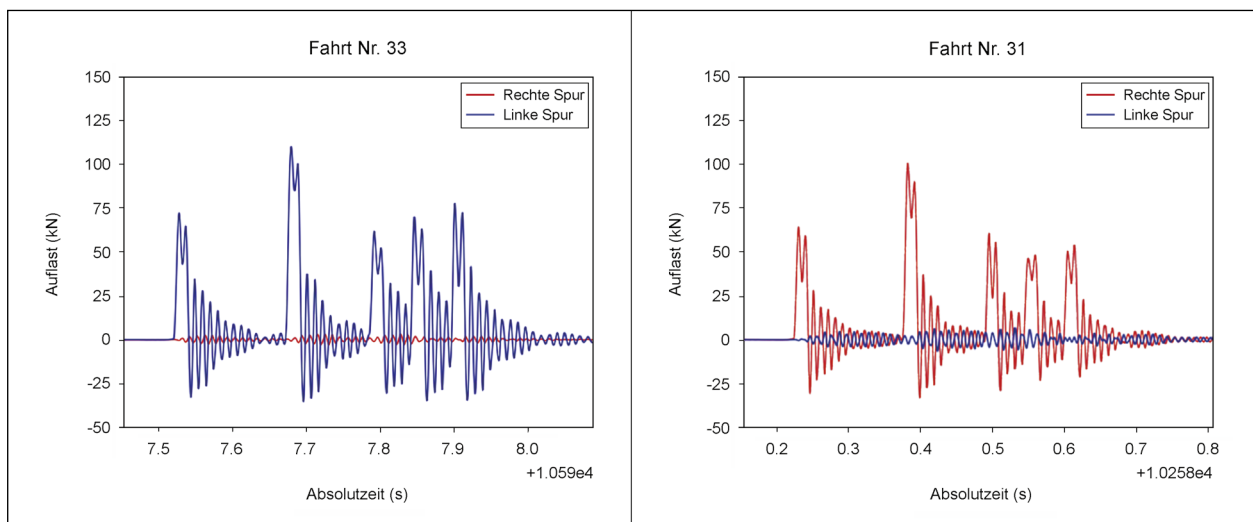 Fahrt Nr. 33
150
125
100
75
50
25
0
-25
-50
Auflast (kN)
Rechte Spur
Linke Spur
7.5 7.6 7.7 7.8 7.9 8.0
+1.059e4
Absolutzeit (s)
Fahrt Nr. 31
150
125
100
75
50
25
0
-25
-50
Auflast (kN)
Rechte Spur
Linke Spur
0.2 0.3 0.4 0.5 0.6 0.7 0.8
+1.0258e4
Absolutzeit (s)